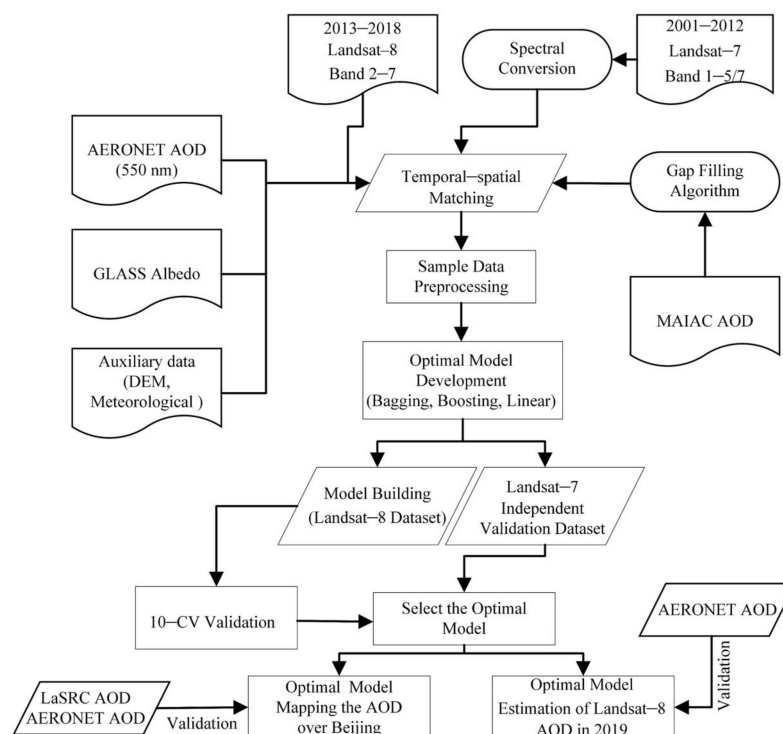 2013—2018
Landsat–8
Band 2–7
Spectral
Conversion
2001—2012
Landsat–7
Band 1–5/7
AERONET AOD
(550 nm)
Temporal–spatial
Matching
Gap Filling
Algorithm
GLASS Albedo
Sample Data
Preprocessing
MAIAC AOD
Auxiliary data
(DEM,
Meteorological )
Optimal Model
Development
(Bagging, Boosting, Linear)
Model Building
(Landsat–8 Dataset)
Landsat–7
Independent
Validation Dataset
10–CV Validation
Select the Optimal
Model
AERONET AOD
Validation
LaSRC AOD
AERONET AOD
Validation
Optimal Model
Mapping the AOD
over Beijing
Optimal Model
Estimation of Landsat–8
AOD in 2019